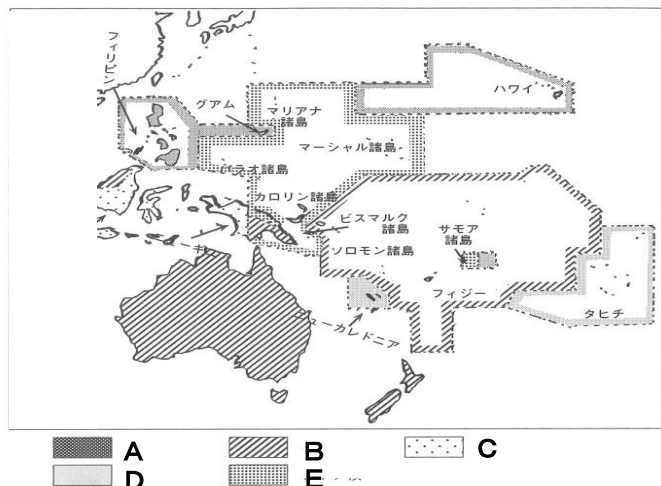 フィリピン
グアム
マリアナ
諸島
ハワイ
マーシャル諸島
パラオ諸島
カロリン諸島
ビスマルク
諸島
サモア
諸島
ソロモン諸島
フィジー
タヒチ
ニューカレドニア
A
B
C
D
E